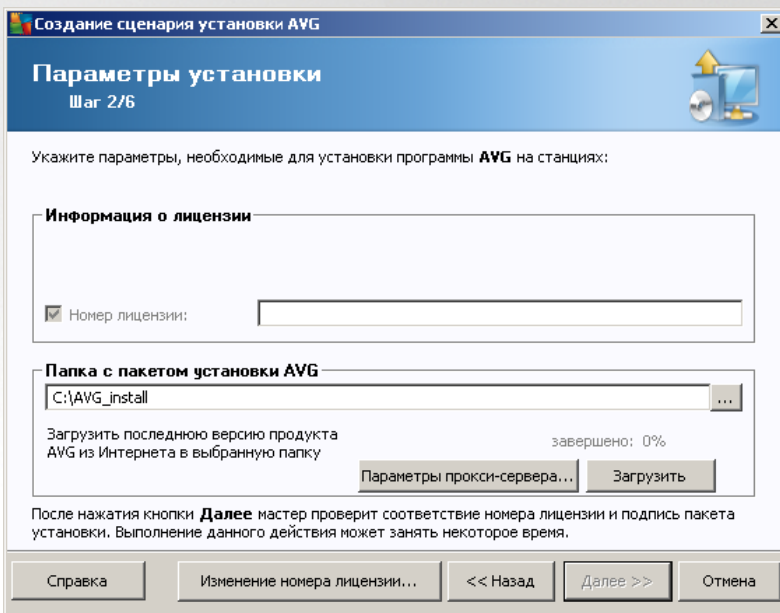 Создание сценария установки AVG
Параметры установки
Шаг 2/6
Укажите параметры, необходимые для установки программы AVG на станциях:
Информация о лицензии
Номер лицензии:
Папка с пакетом установки AVG
C:\AVG_install
...
Загрузить последнюю версию продукта
AVG из Интернета в выбранную папку
завершено: 0%
Параметры прокси-сервера...
Загрузить
После нажатия кнопки Далее мастер проверит соответствие номера лицензии и подпись пакета
установки. Выполнение данного действия может занять некоторое время.
Справка
Изменение номера лицензии...
<< Назад
Далее >>
Отмена